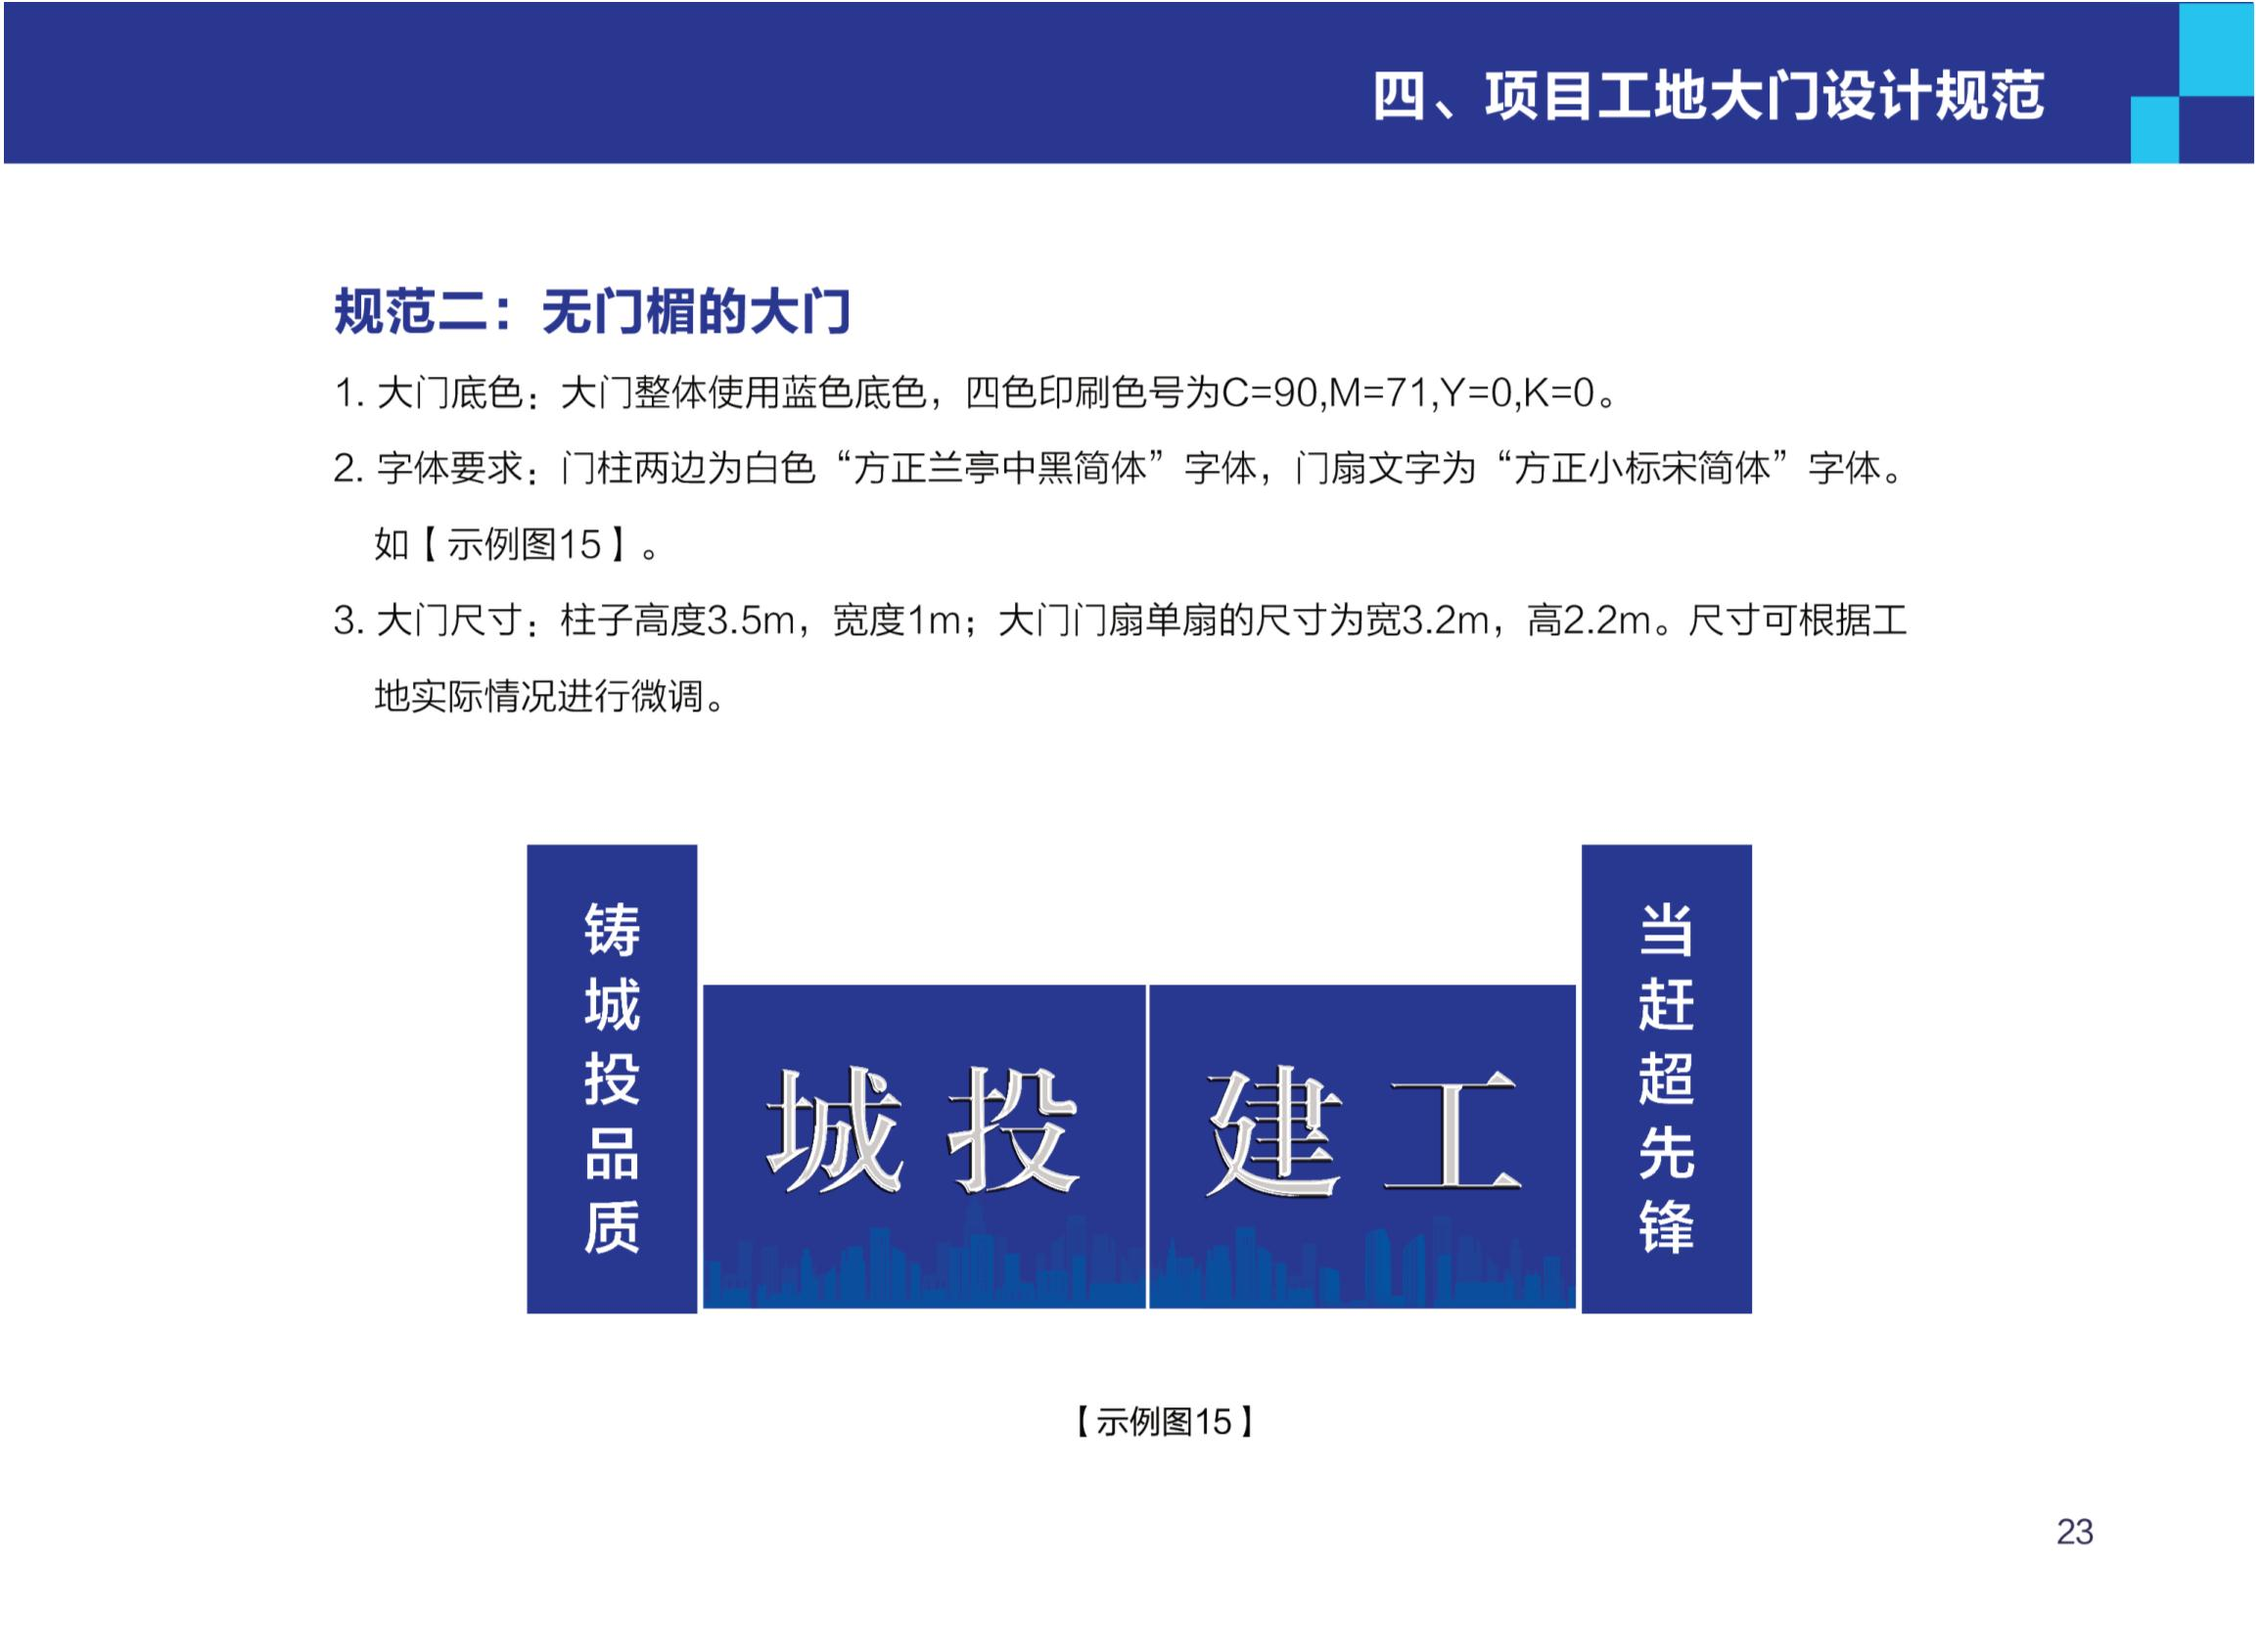 四、项目工地大门设计规范
规范二：无门楣的大门
1. 大门底色：大门整体使用蓝色底色，四色印刷色号为C=90,M=71,Y=0,K=0。
2. 字体要求：门柱两边为白色“方正兰亭中黑简体”字体，门扇文字为“方正小标宋简体”字体。
如【示例图15】。
3. 大门尺寸：柱子高度3.5m，宽度1m；大门门扇单扇的尺寸为宽3.2m，高2.2m。尺寸可根据工
地实际情况进行微调。
铸城投品质
城投建工
当赶超先锋
【示例图15】
23